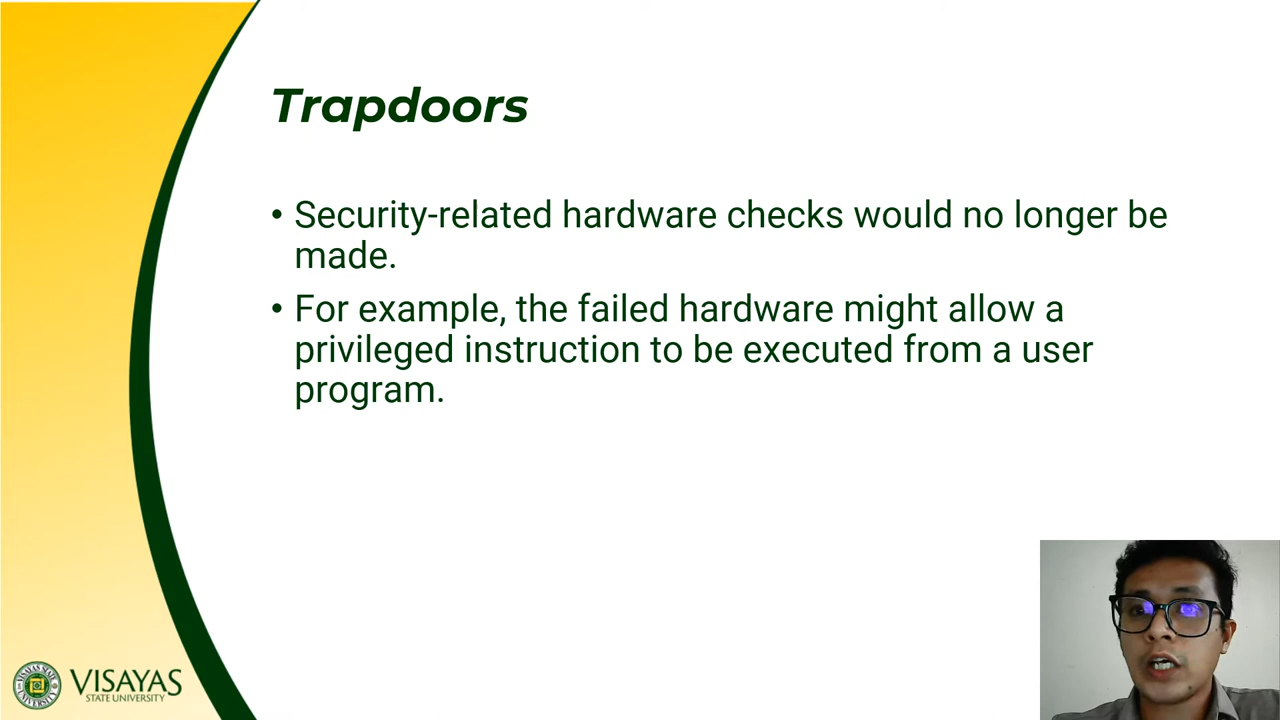 Trapdoors
• Security-related hardware checks would no longer be
made.
• For example, the failed hardware might allow a
privileged instruction to be executed from a user
program.
VISAYAS
STATE UNIVERSITY